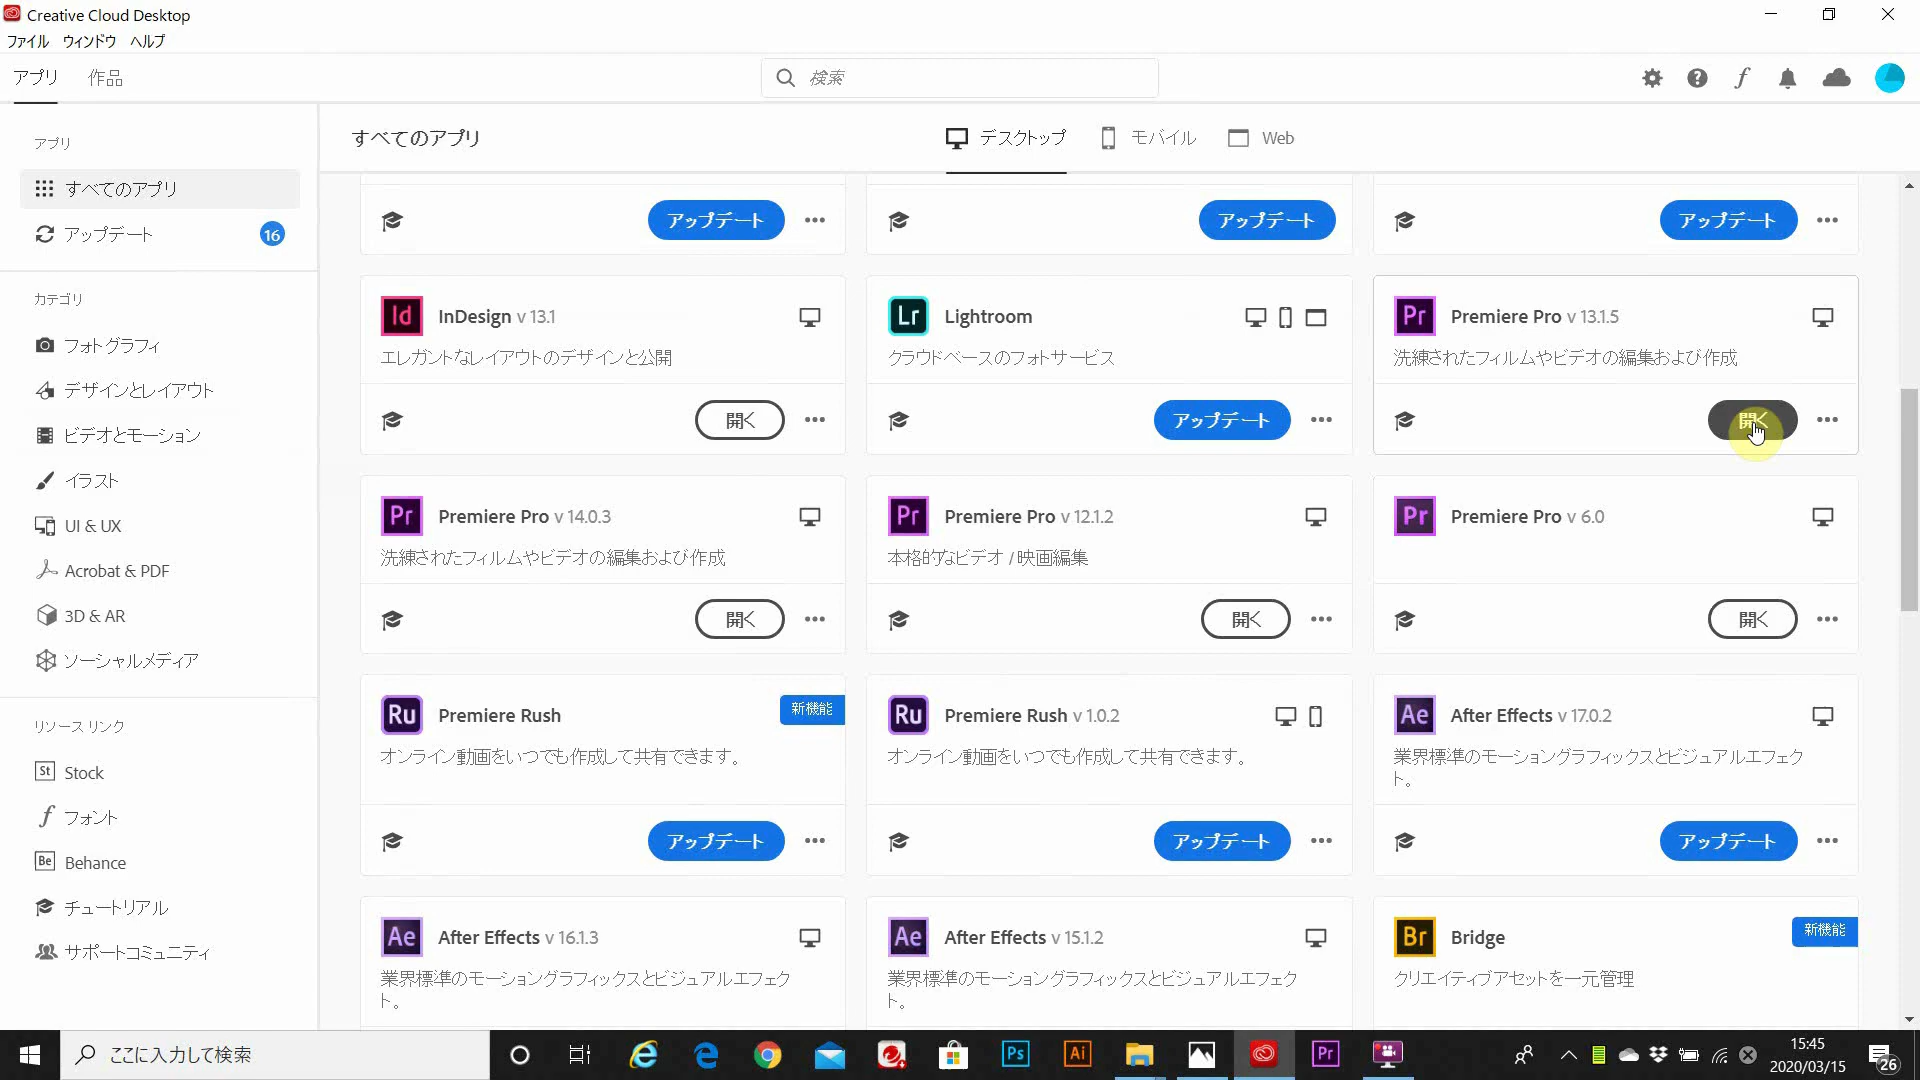 Creative Cloud Desktop
ファイル ウィンドウ ヘルプ
アプリ 作品
検索
アプリ
すべてのアプリ
アップデート 16
カテゴリ
フォトグラフィ
デザインとレイアウト
ビデオとモーション
イラスト
UI & UX
Acrobat & PDF
3D & AR
ソーシャルメディア
リソース リンク
St Stock
フォント
Be Behance
チュートリアル
サポートコミュニティ
すべてのアプリ
デスクトップ モバイル Web
アップデート アップデート アップデート
Id InDesign v 13.1
エレガントなレイアウトのデザインと公開
開く
Lr Lightroom
クラウドベースのフォトサービス
アップデート
Pr Premiere Pro v 13.1.5
洗練されたフィルムやビデオの編集および作成
開く
Pr Premiere Pro v 14.0.3
洗練されたフィルムやビデオの編集および作成
開く
Pr Premiere Pro v 12.1.2
本格的なビデオ / 映画編集
開く
Pr Premiere Pro v 6.0
開く
Ru Premiere Rush 新機能
オンライン動画をいつでも作成して共有できます。
アップデート
Ru Premiere Rush v 1.0.2
オンライン動画をいつでも作成して共有できます。
アップデート
Ae After Effects v 17.0.2
業界標準のモーショングラフィックスとビジュアルエフェク
ト。
アップデート
Ae After Effects v 16.1.3
業界標準のモーショングラフィックスとビジュアルエフェク
ト。
Ae After Effects v 15.1.2
業界標準のモーショングラフィックスとビジュアルエフェク
ト。
Br Bridge 新機能
クリエイティブアセットを一元管理
ここに入力して検索
Ps Ai Pr
15:45
2020/03/15
26